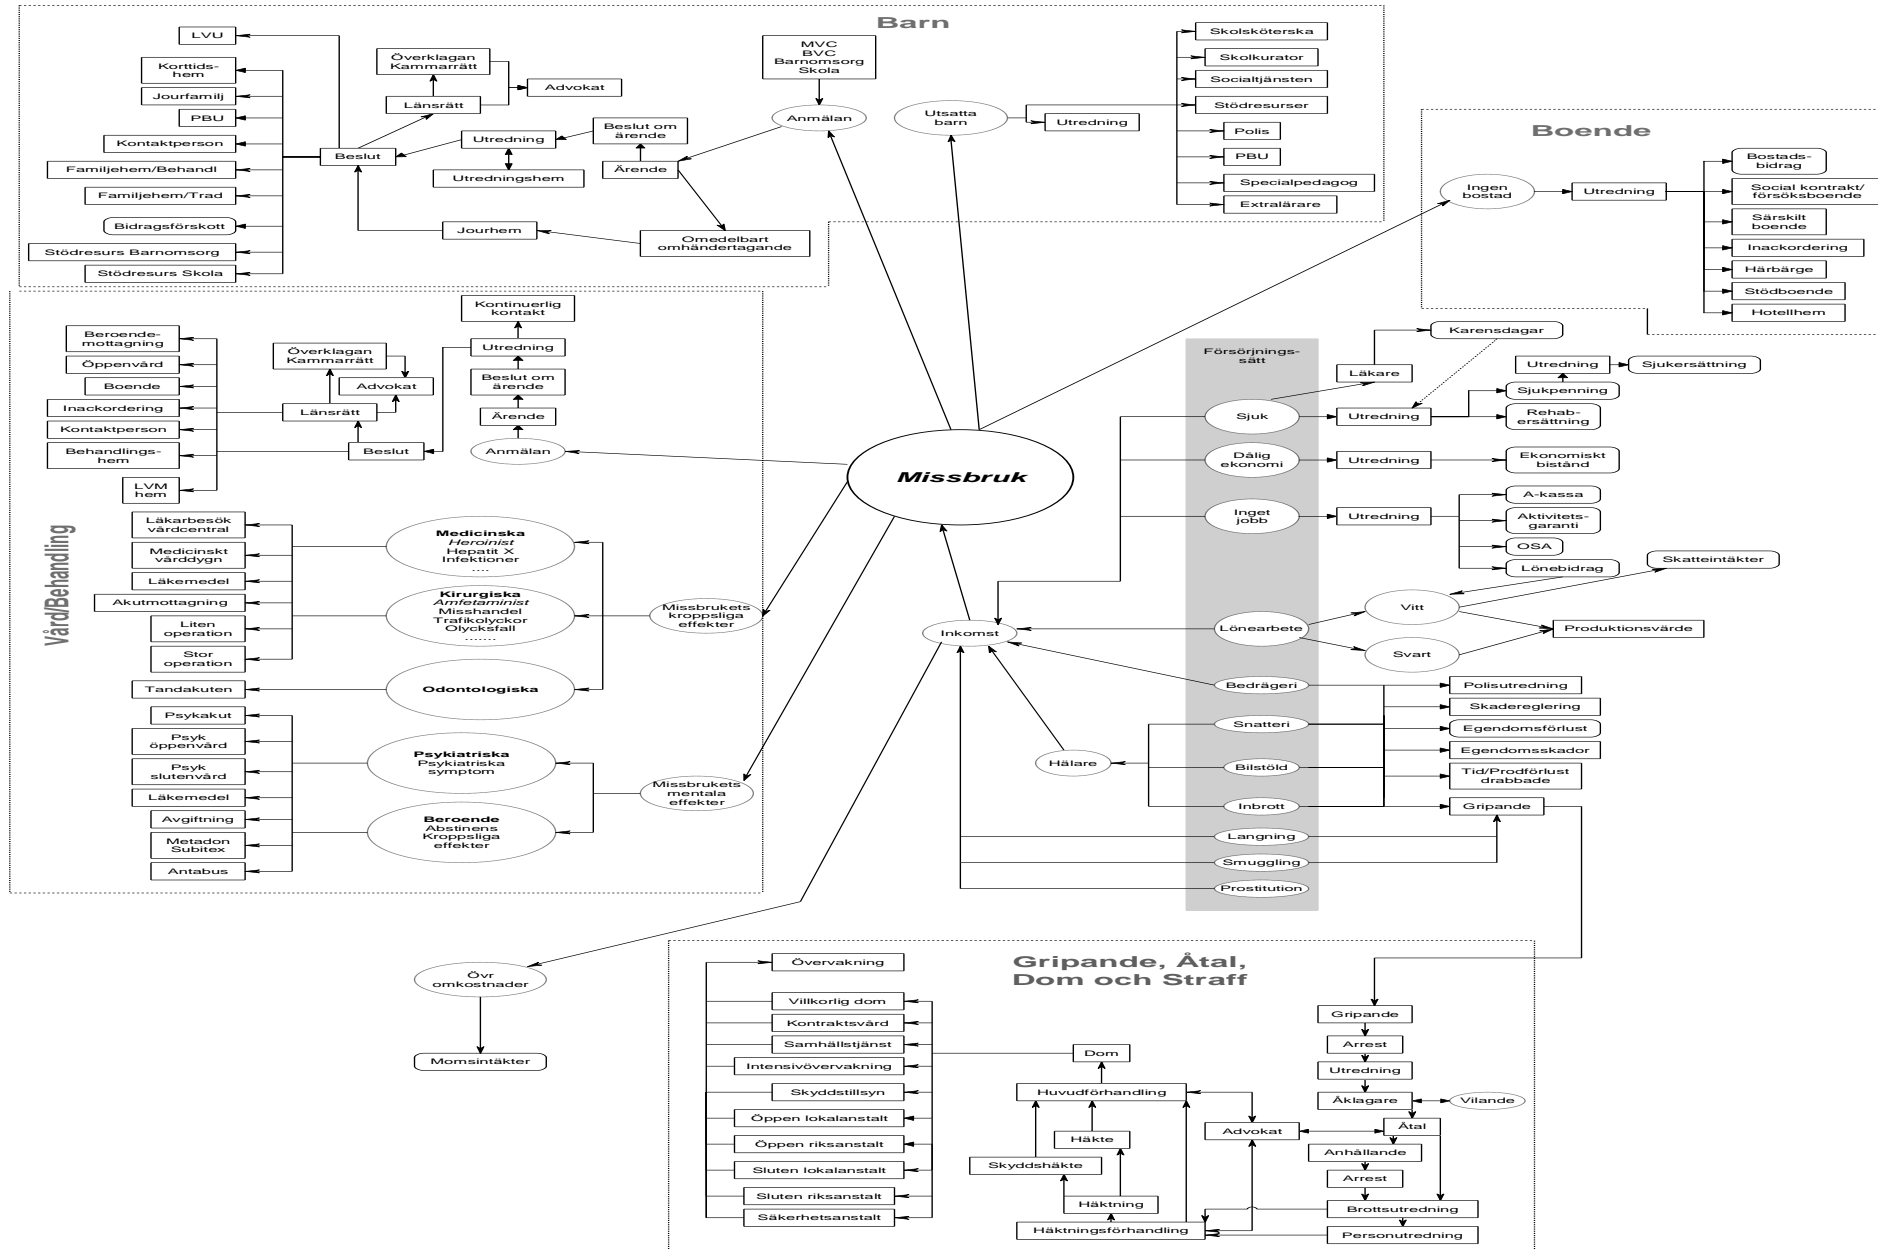 Barn
LVU
Korttids-
hem
Jourfamilj
PBU
Kontaktperson
Familjehem/Behandl
Familjehem/Trad
Bidragsförskott
Stödresurs Barnomsorg
Stödresurs Skola
Överklagan
Kammarrätt
Advokat
Länsrätt
Beslut
Utredning
Utredningshem
Beslut om
ärende
Ärende
Jourhem
Omedelbart
omhändertagande
MVC
BVC
Barnomsorg
Skola
Anmälan
Utsatta
barn
Utredning
Skolsköterska
Skolkurator
Socialtjänsten
Stödresurser
Polis
PBU
Specialpedagog
Extralärare
Boende
Ingen
bostad
Utredning
Bostads-
bidrag
Social kontrakt/
försöksboende
Särskilt
boende
Inackordering
Härbärge
Stödboende
Hotellhem
Vård/Behandling
Kontinuerlig
kontakt
Utredning
Beslut om
ärende
Ärende
Anmälan
Överklagan
Kammarrätt
Advokat
Länsrätt
Beslut
Beroende-
mottagning
Öppenvård
Boende
Inackordering
Kontaktperson
Behandlings-
hem
LVM
hem
Läkarbesök
vårdcentral
Medicinskt
vårddygn
Läkemedel
Akutmottagning
Liten
operation
Stor
operation
Tandakuten
Psykakut
Psyk
öppenvård
Psyk
slutenvård
Läkemedel
Avgiftning
Metadon
Subitex
Antabus
Medicinska
Heroinist
Hepatit X
Infektioner
....
Kirurgiska
Amfetaminist
Misshandel
Trafikolyckor
Olycksfall
.......
Odontologiska
Psykiatriska
Psykiatriska
symptom
Beroende
Abstinens
Kroppsliga
effekter
Missbrukets
kroppsliga
effekter
Missbrukets
mentala
effekter
Missbruk
Inkomst
Hälare
Försörjnings-
sätt
Sjuk
Dålig
ekonomi
Inget
jobb
Lönearbete
Bedrägeri
Snatteri
Bilstöld
Inbrott
Langning
Smuggling
Prostitution
Karensdagar
Läkare
Utredning
Utredning
Sjukersättning
Sjukpenning
Rehab-
ersättning
Utredning
Ekonomiskt
bistånd
Utredning
A-kassa
Aktivitets-
garanti
OSA
Lönebidrag
Skatteintäkter
Vitt
Svart
Produktionsvärde
Polisutredning
Skadereglering
Egendomsförlust
Egendomsskador
Tid/Prodförlust
drabbade
Gripande
Övr
omkostnader
Momsintäkter
Gripande, Åtal,
Dom och Straff
Övervakning
Villkorlig dom
Kontraktsvård
Samhällstjänst
Intensivövervakning
Skyddstillsyn
Öppen lokalanstalt
Öppen riksanstalt
Sluten lokalanstalt
Sluten riksanstalt
Säkerhetsanstalt
Dom
Huvudförhandling
Häkte
Skyddshäkte
Häktning
Häktningsförhandling
Advokat
Gripande
Arrest
Utredning
Åklagare
Vilande
Åtal
Anhållande
Arrest
Brottsutredning
Personutredning